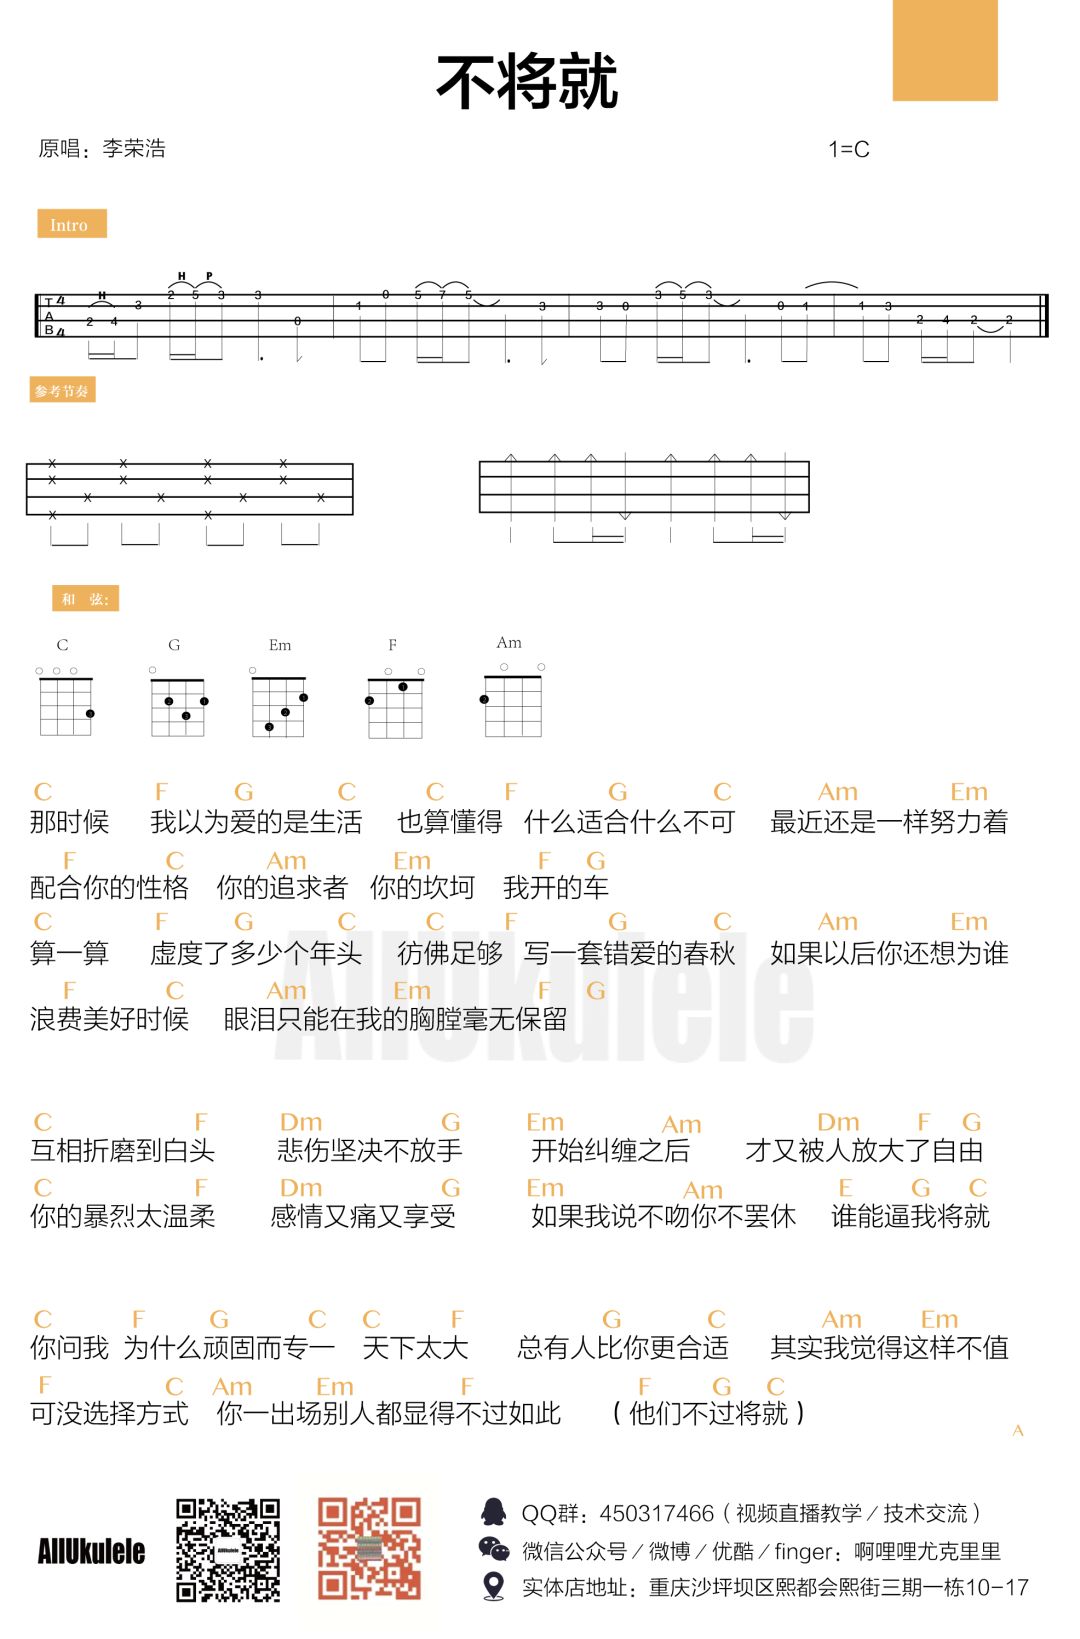 不将就
原唱：李荣浩 1=C
Intro
H H P
T A B 4 4 2 4 3 2 5 3 3 0 1 0 5 7 5 3 3 0 3 5 3 0 1 1 3 2 4 2 2
参考节奏
和 弦：
C G Em F Am
C F G C C F G C Am Em
那时候 我以为爱的是生活 也算懂得 什么适合什么不可 最近还是一样努力着
F C Am Em F G
配合你的性格 你的追求者 你的坎坷 我开的车
C F G C C F G C Am Em
算一算 虚度了多少个年头 彷佛足够 写一套错爱的春秋 如果以后你还想为谁
F C Am Em F G
浪费美好时候 眼泪只能在我的胸膛毫无保留
AllUkulele
C F Dm G Em Am Dm F G
互相折磨到白头 悲伤坚决不放手 开始纠缠之后 才又被人放大了自由
C F Dm G Em Am E G C
你的暴烈太温柔 感情又痛又享受 如果我说不吻你不罢休 谁能逼我将就
C F G C C F G C Am Em
你问我 为什么顽固而专一 天下太大 总有人比你更合适 其实我觉得这样不值
F C Am Em F F G C
可没选择方式 你一出场别人都显得不过如此 （他们不过将就）
A
AllUkulele
QQ群：450317466（视频直播教学／技术交流）
微信公众号／微博／优酷／finger：啊哩哩尤克里里
实体店地址：重庆沙坪坝区熙都会熙街三期一栋10-17